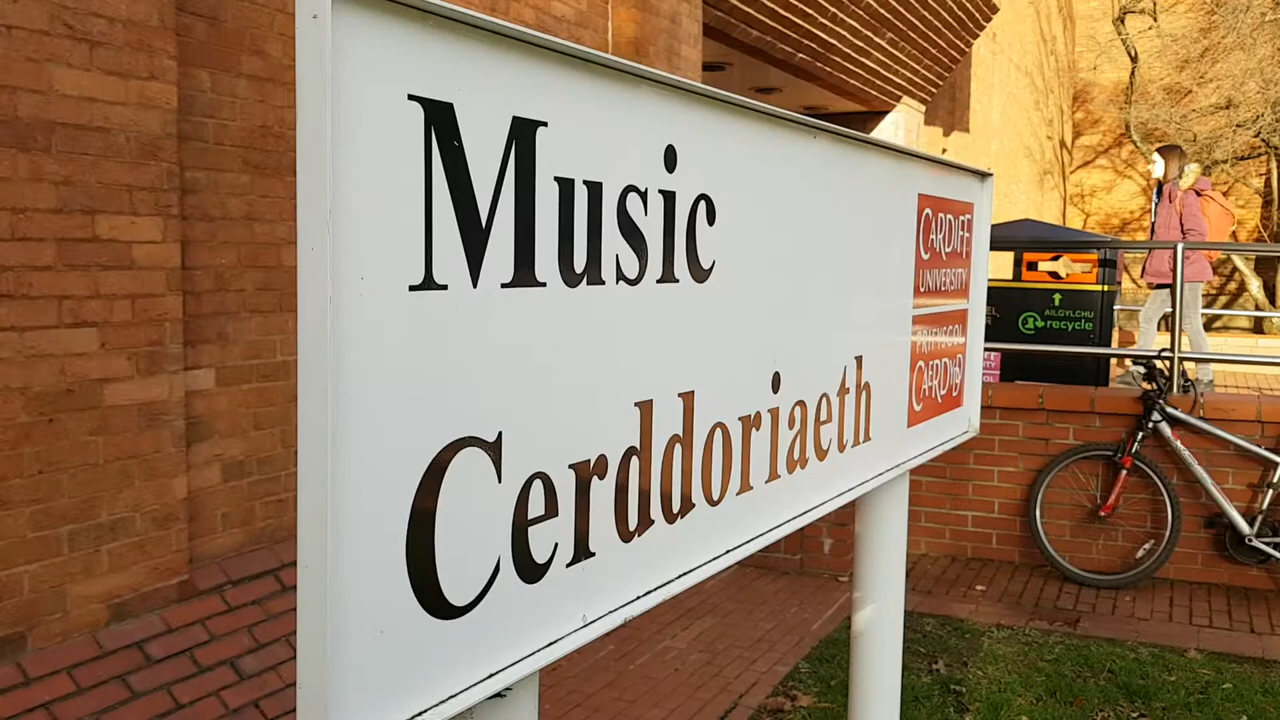 Music
Cerddoriaeth
CARDIFF
UNIVERSITY
PRIFYSGOL
CAERDYDD
AILGYLCHU
recycle